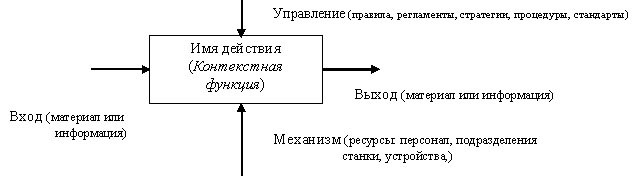 Управление (правила, регламенты, стратегии, процедуры, стандарты)
Имя действия
(Контекстная
функция)
Выход (материал или информация)
Вход (материал или
информация)
Механизм (ресурсы: персонал, подразделения
станки, устройства,)